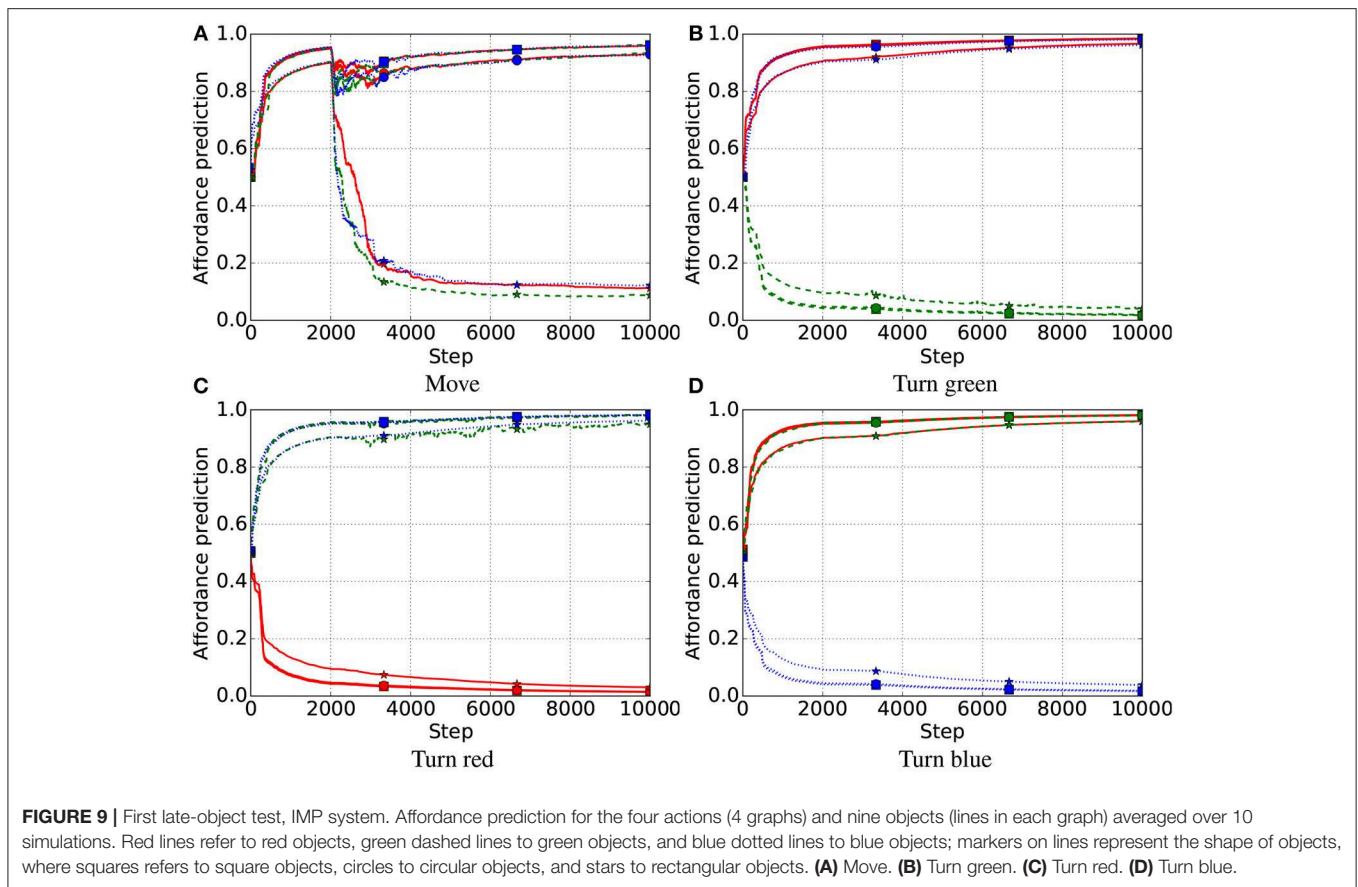 A
1.0
0.8
0.6
0.4
0.2
0.0
Affordance prediction
0 2000 4000 6000 8000 10000
Step
Move
B
1.0
0.8
0.6
0.4
0.2
0.0
Affordance prediction
0 2000 4000 6000 8000 10000
Step
Turn green
C
1.0
0.8
0.6
0.4
0.2
0.0
Affordance prediction
0 2000 4000 6000 8000 10000
Step
Turn red
D
1.0
0.8
0.6
0.4
0.2
0.0
Affordance prediction
0 2000 4000 6000 8000 10000
Step
Turn blue
FIGURE 9 | First late-object test, IMP system. Affordance prediction for the four actions (4 graphs) and nine objects (lines in each graph) averaged over 10
simulations. Red lines refer to red objects, green dashed lines to green objects, and blue dotted lines to blue objects; markers on lines represent the shape of objects,
where squares refers to square objects, circles to circular objects, and stars to rectangular objects. (A) Move. (B) Turn green. (C) Turn red. (D) Turn blue.